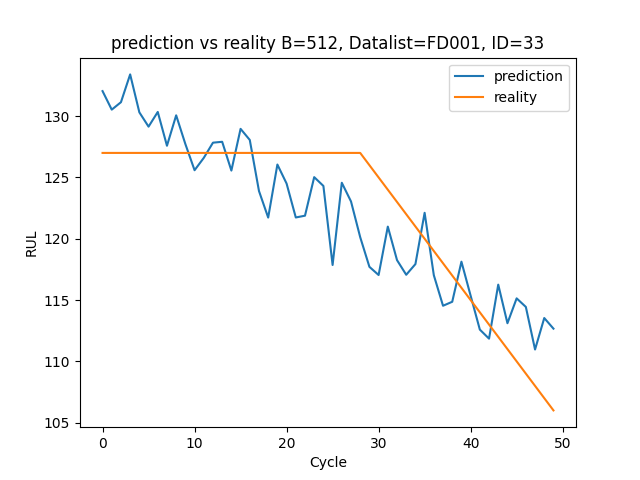 prediction vs reality B=512, Datalist=FD001, ID=33
prediction
reality
RUL
130
125
120
115
110
105
0 10 20 30 40 50
Cycle